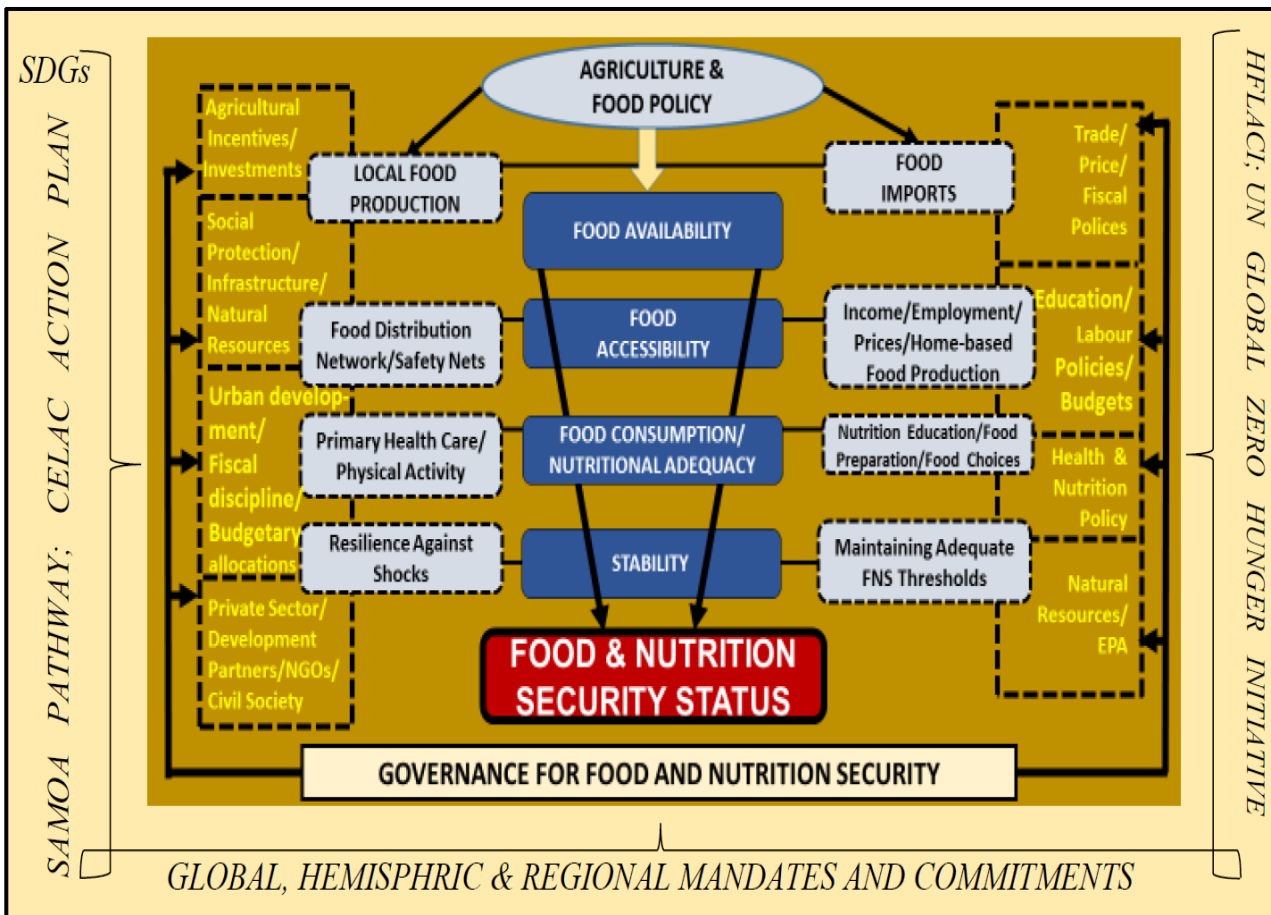 SDGs
SAMOA PATHWAY; CELAC ACTION PLAN
AGRICULTURE &
FOOD POLICY
Agricultural
Incentives/
Investments
LOCAL FOOD
PRODUCTION
FOOD
IMPORTS
Trade/
Price/
Fiscal
Polices
FOOD AVAILABILITY
Social
Protection/
Infrastructure/
Natural
Resources
Food Distribution
Network/Safety Nets
FOOD
ACCESSIBILITY
Income/Employment/
Prices/Home-based
Food Production
Education/
Labour
Policies/
Budgets
Urban develop-
ment/
Fiscal
discipline/
Budgetary
allocations
Primary Health Care/
Physical Activity
FOOD CONSUMPTION/
NUTRITIONAL ADEQUACY
Nutrition Education/Food
Preparation/Food Choices
Health &
Nutrition
Policy
Resilience Against
Shocks
STABILITY
Maintaining Adequate
FNS Thresholds
Natural
Resources/
EPA
Private Sector/
Development
Partners/NGOs/
Civil Society
FOOD & NUTRITION
SECURITY STATUS
GOVERNANCE FOR FOOD AND NUTRITION SECURITY
HFLACI; UN GLOBAL ZERO HUNGER INITIATIVE
GLOBAL, HEMISPHRIC & REGIONAL MANDATES AND COMMITMENTS